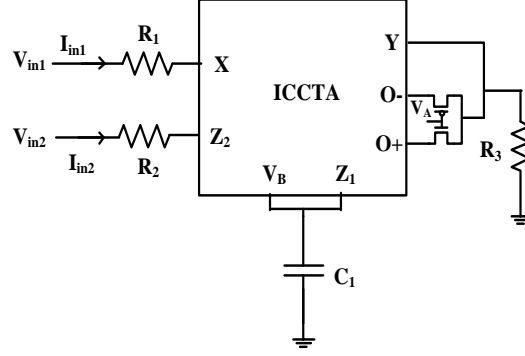 I_in1
R_1
V_in1
X
Y
ICCTA
O-
V_A
V_in2
Z_2
O+
I_in2
R_2
R_3
V_B
Z_1
C_1